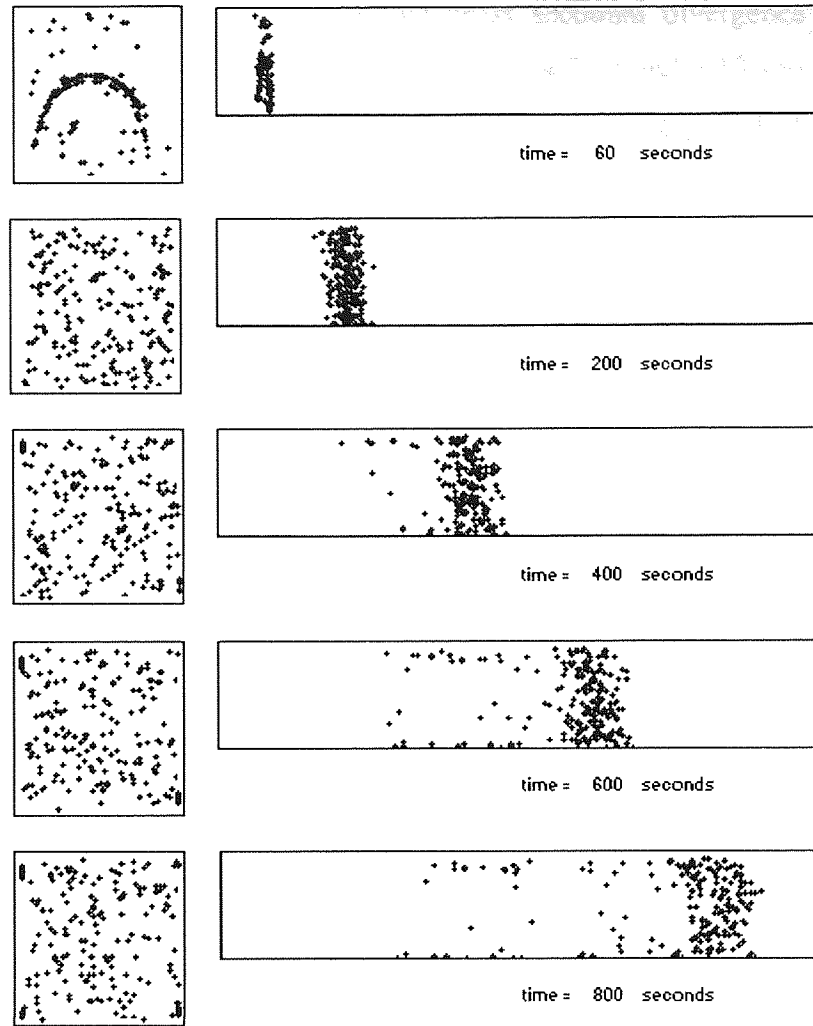 time = 60 seconds
time = 200 seconds
time = 400 seconds
time = 600 seconds
time = 800 seconds